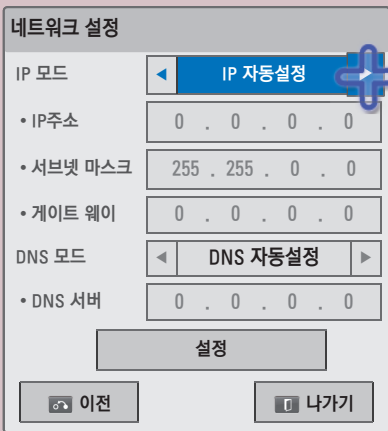 네트워크 설정
IP 모드 ◀ IP 자동설정 ▶
• IP주소 0 . 0 . 0 . 0
• 서브넷 마스크 255 . 255 . 0 . 0
• 게이트 웨이 0 . 0 . 0 . 0
DNS 모드 ◀ DNS 자동설정 ▶
• DNS 서버 0 . 0 . 0 . 0
설정
이전 나가기